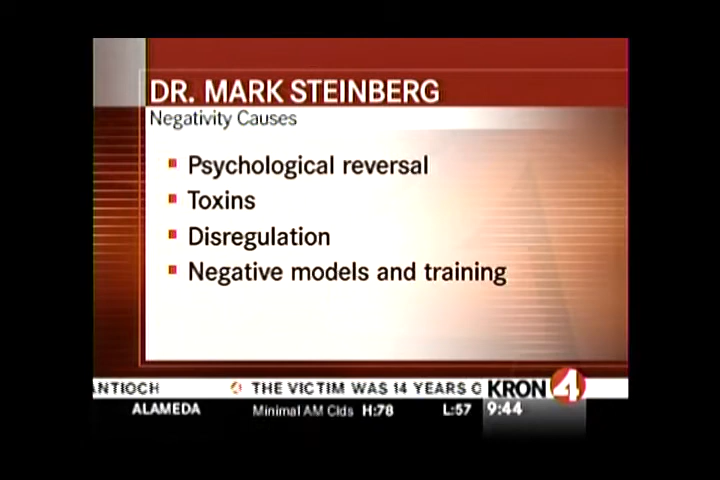 DR. MARK STEINBERG
Negativity Causes
Psychological reversal
Toxins
Disregulation
Negative models and training
ANTIOCH THE VICTIM WAS 14 YEARS O KRON 4
ALAMEDA Minimal AM Clds H:78 L:57 9:44